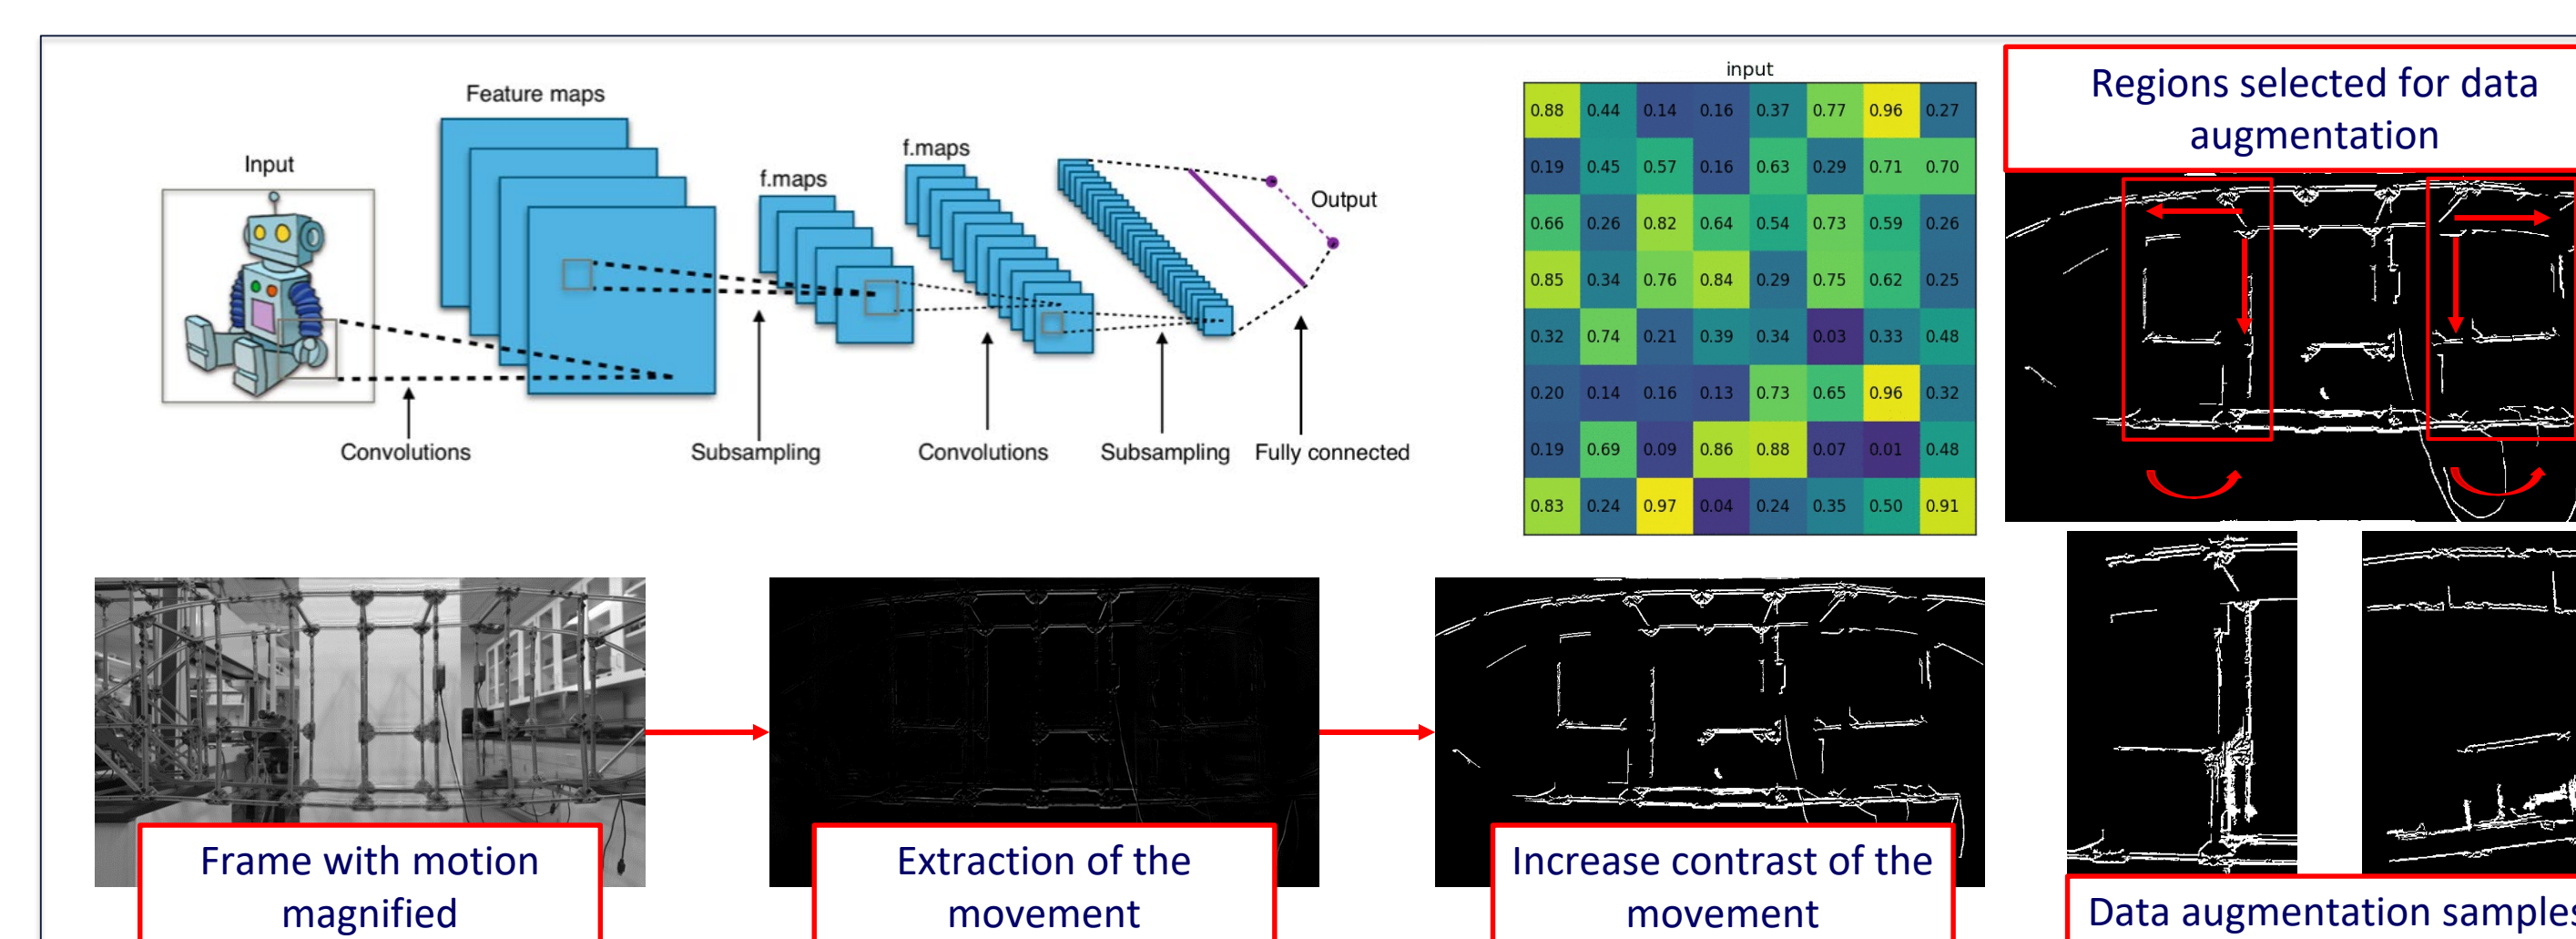 Feature maps
Input
f.maps
f.maps
Output
Convolutions
Subsampling
Convolutions
Subsampling
Fully connected
input
0.88 0.44 0.14 0.16 0.37 0.77 0.96 0.27
0.19 0.45 0.57 0.16 0.63 0.29 0.71 0.70
0.66 0.26 0.82 0.64 0.54 0.73 0.59 0.26
0.85 0.34 0.76 0.84 0.29 0.75 0.62 0.25
0.32 0.74 0.21 0.39 0.34 0.03 0.33 0.48
0.20 0.14 0.16 0.13 0.73 0.65 0.96 0.32
0.19 0.69 0.09 0.86 0.88 0.07 0.01 0.48
0.83 0.24 0.97 0.04 0.24 0.35 0.50 0.91
Regions selected for data
augmentation
Frame with motion
magnified
Extraction of the
movement
Increase contrast of the
movement
Data augmentation samples